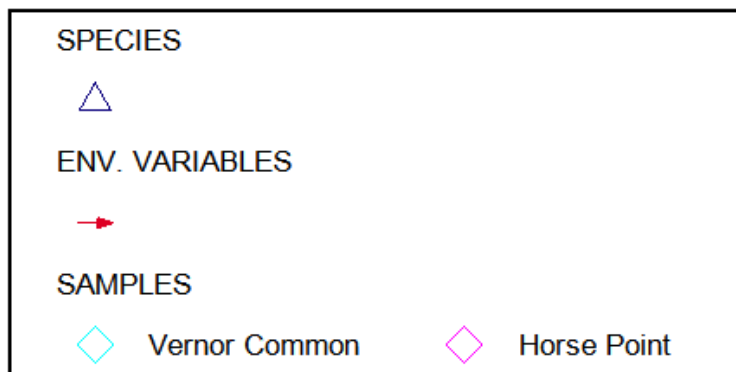 SPECIES
ENV. VARIABLES
SAMPLES
Vernor Common Horse Point